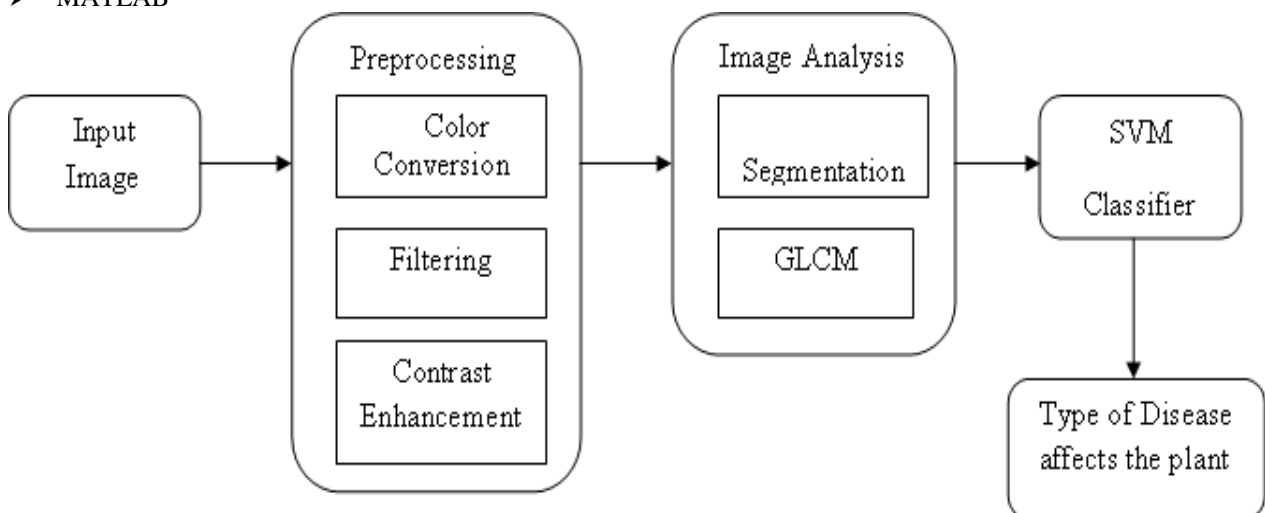 ➤ MATLAB
Preprocessing
Image Analysis
Input
Image
Color
Conversion
Filtering
Contrast
Enhancement
Segmentation
GLCM
SVM
Classifier
Type of Disease
affects the plant